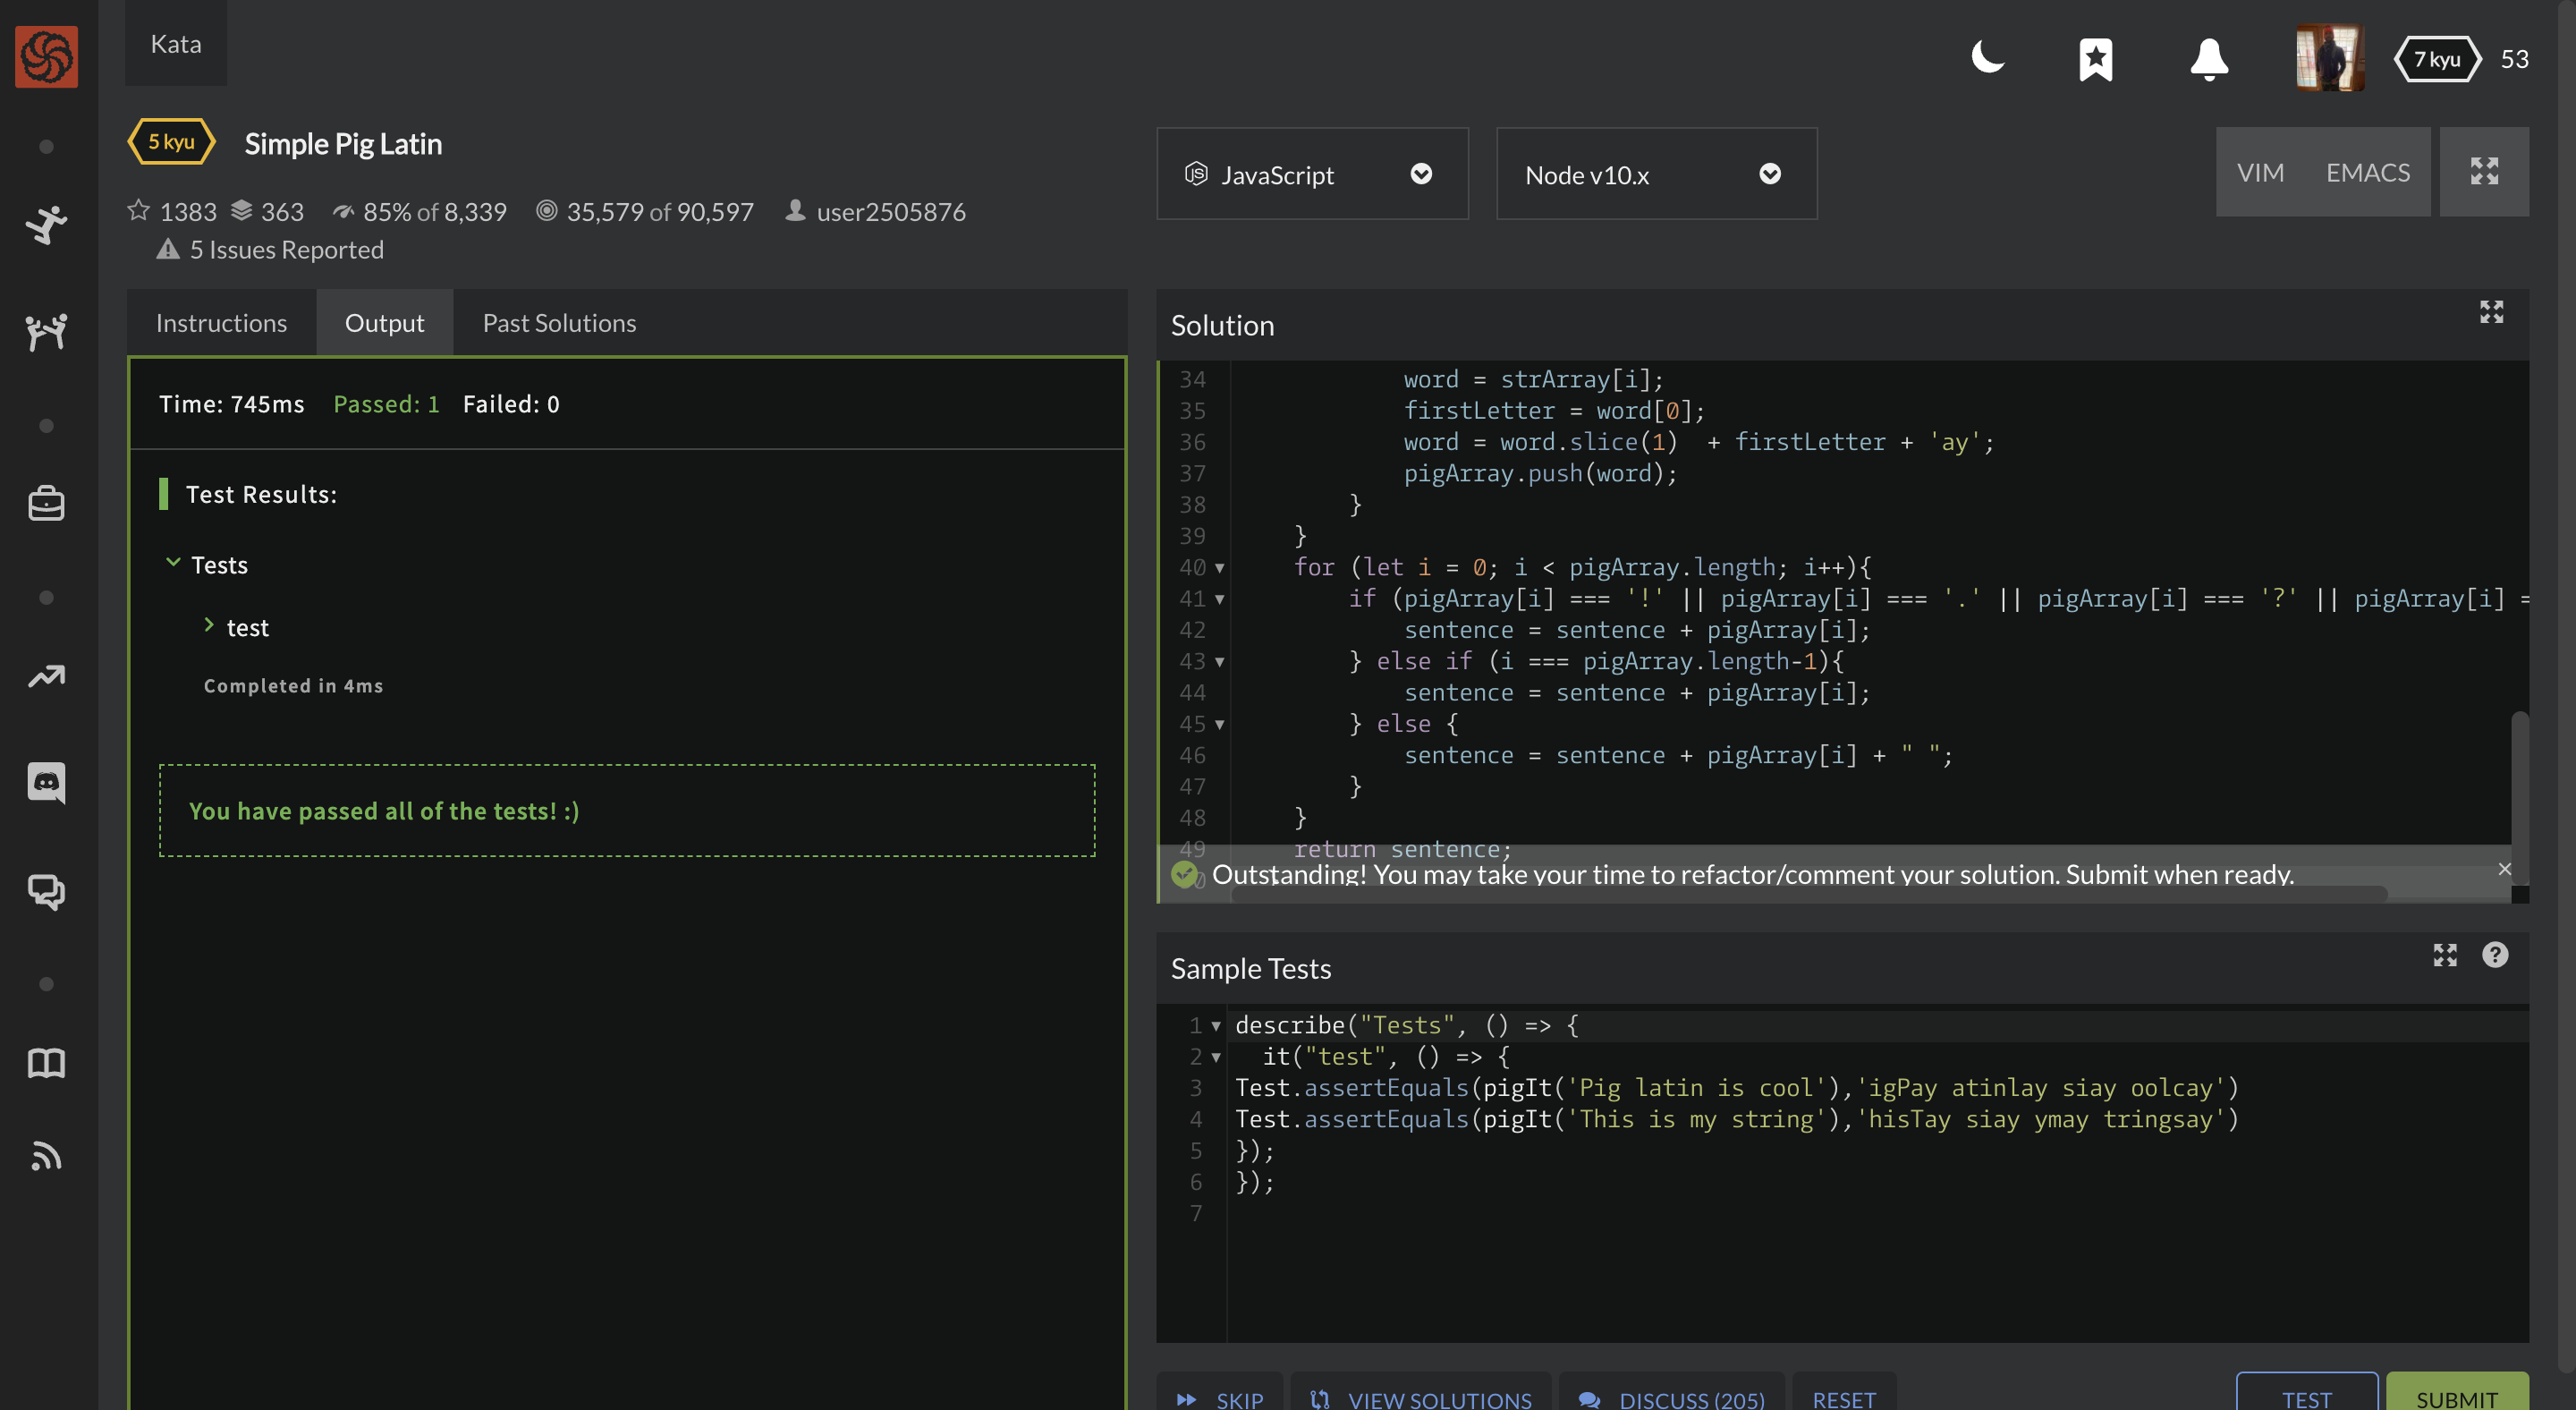 Kata
7 kyu 53
5 kyu Simple Pig Latin
1383 363 85% of 8,339 35,579 of 90,597 user2505876
5 Issues Reported
JavaScript
Node v10.x
VIM EMACS
Instructions Output Past Solutions
Time: 745ms Passed: 1 Failed: 0
Test Results:
Tests
test
Completed in 4ms
You have passed all of the tests! :)
Solution
34 word = strArray[i];
35 firstLetter = word[0];
36 word = word.slice(1)  + firstLetter + 'ay';
37 pigArray.push(word);
38 }
39 }
40 for (let i = 0; i < pigArray.length; i++){
41 if (pigArray[i] === '!' || pigArray[i] === '.' || pigArray[i] === '?' || pigArray[i] =
42 sentence = sentence + pigArray[i];
43 } else if (i === pigArray.length-1){
44 sentence = sentence + pigArray[i];
45 } else {
46 sentence = sentence + pigArray[i] + " ";
47 }
48 }
49 return sentence;
Outstanding! You may take your time to refactor/comment your solution. Submit when ready.
Sample Tests
1 describe("Tests", () => {
2 it("test", () => {
3 Test.assertEquals(pigIt('Pig latin is cool'),'igPay atinlay siay oolcay')
4 Test.assertEquals(pigIt('This is my string'),'hisTay siay ymay tringsay')
5 });
6 });
7
SKIP VIEW SOLUTIONS DISCUSS (205) RESET TEST SUBMIT